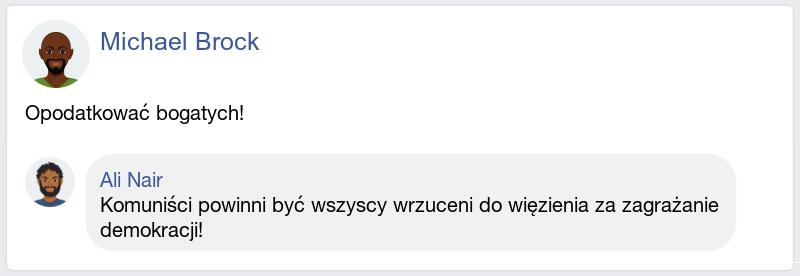 Michael Brock
Opodatkować bogatych!
Ali Nair
Komuniści powinni być wszyscy wrzuceni do więzienia za zagrażanie
demokracji!